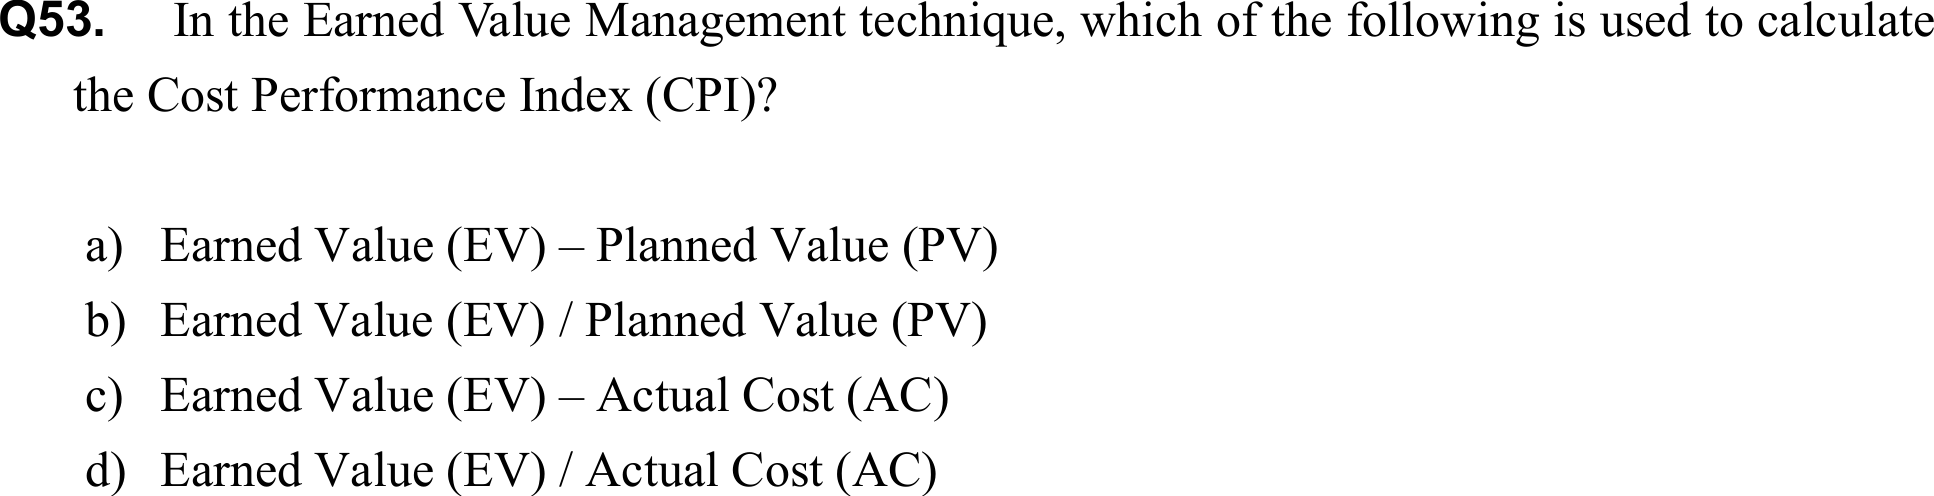 Q53. In the Earned Value Management technique, which of the following is used to calculate
the Cost Performance Index (CPI)?
a) Earned Value (EV) – Planned Value (PV)
b) Earned Value (EV) / Planned Value (PV)
c) Earned Value (EV) – Actual Cost (AC)
d) Earned Value (EV) / Actual Cost (AC)